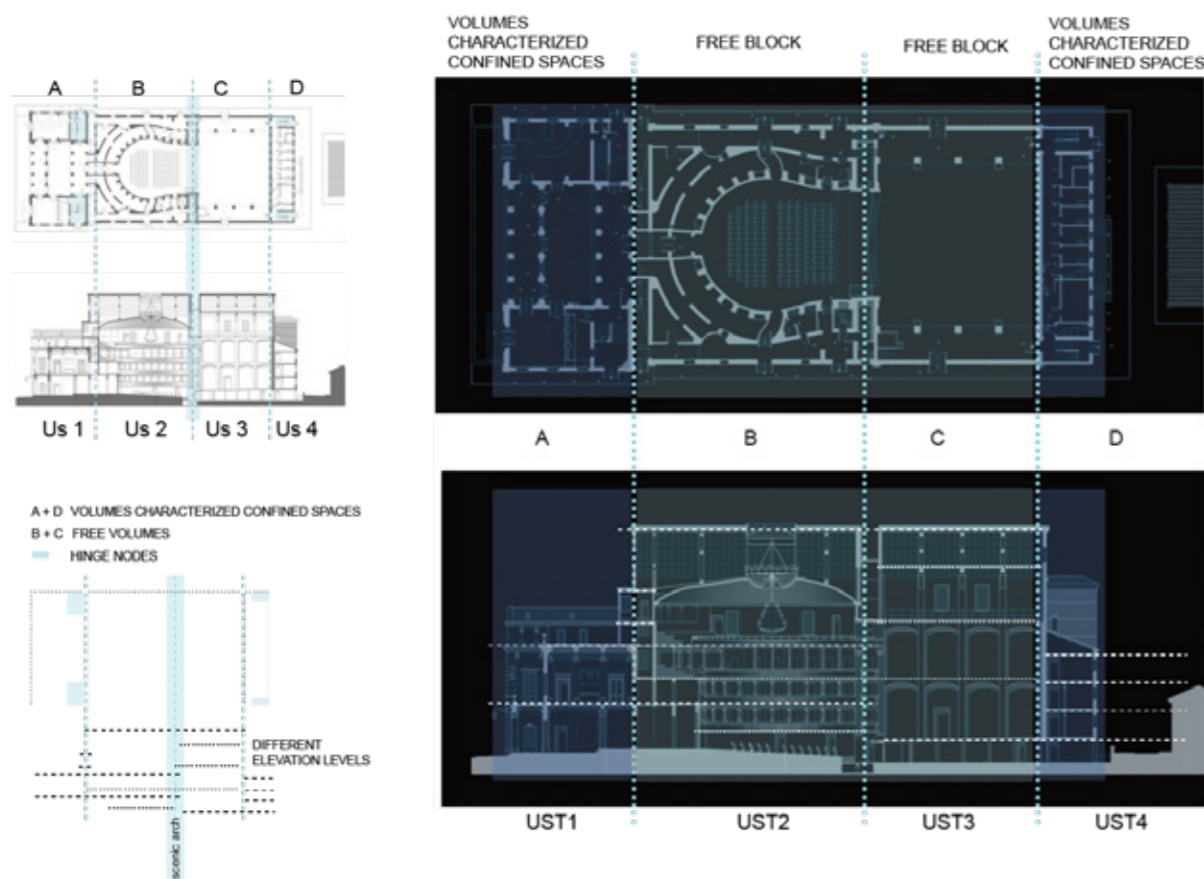 A B C D
Us 1 Us 2 Us 3 Us 4
A + D VOLUMES CHARACTERIZED CONFINED SPACES
B + C FREE VOLUMES
HINGE NODES
DIFFERENT
ELEVATION LEVELS
scenic arch
VOLUMES
CHARACTERIZED
CONFINED SPACES
FREE BLOCK
FREE BLOCK
VOLUMES
CHARACTERIZED
CONFINED SPACES
A B C D
UST1 UST2 UST3 UST4